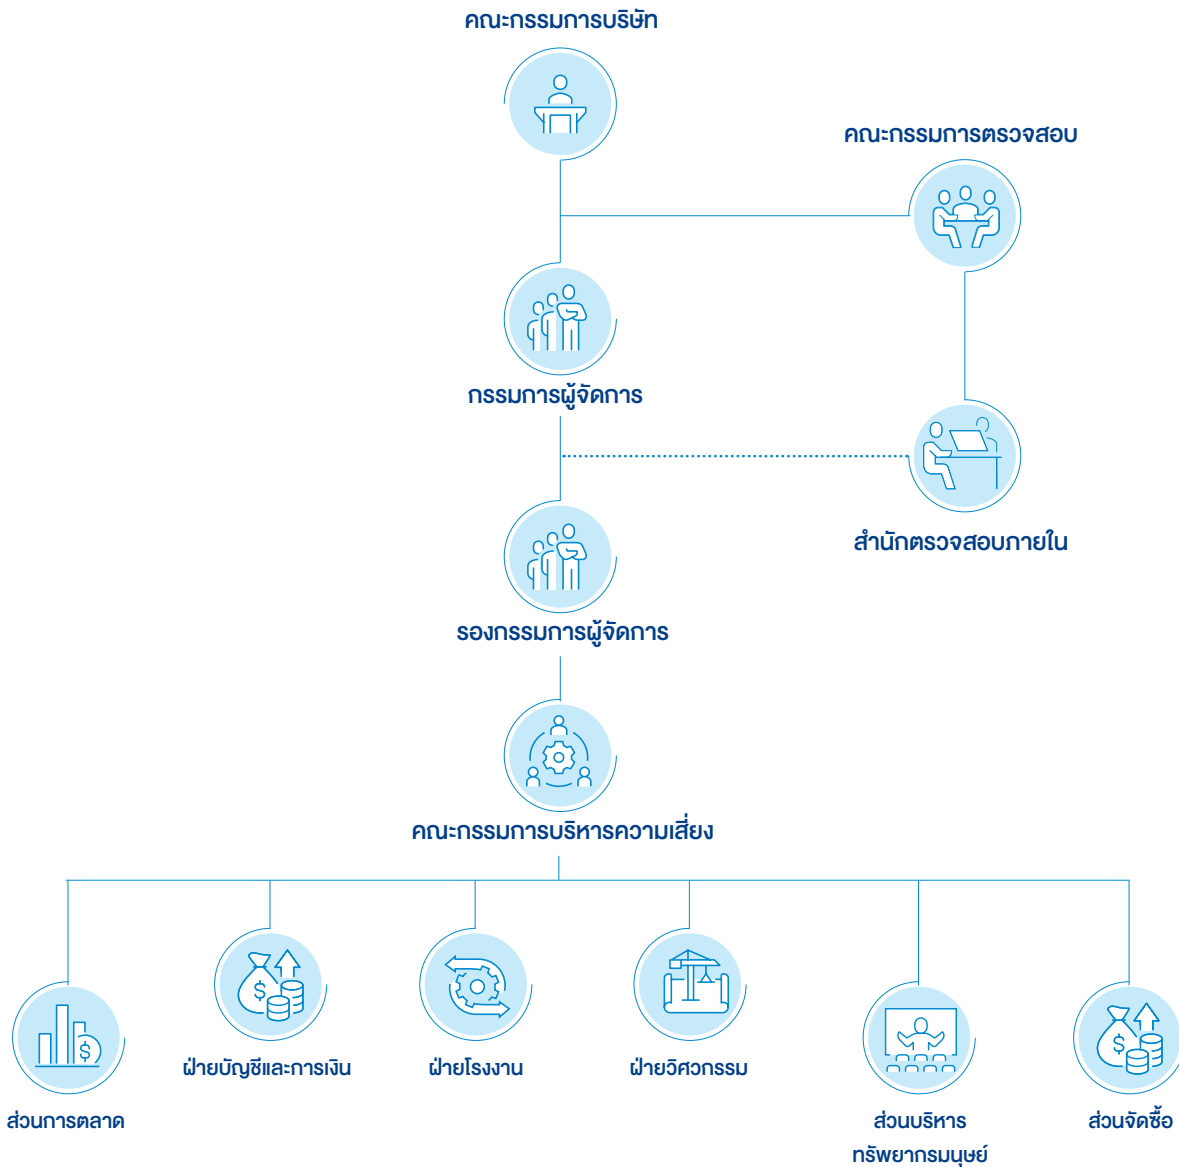 คณะกรรมการบริษัท
คณะกรรมการตรวจสอบ
กรรมการผู้จัดการ
สำนักตรวจสอบภายใน
รองกรรมการผู้จัดการ
คณะกรรมการบริหารความเสี่ยง
ฝ่ายบัญชีและการเงิน
ฝ่ายโรงงาน
ฝ่ายวิศวกรรม
ส่วนการตลาด
ส่วนบริหาร
ทรัพยากรมนุษย์
ส่วนจัดซื้อ